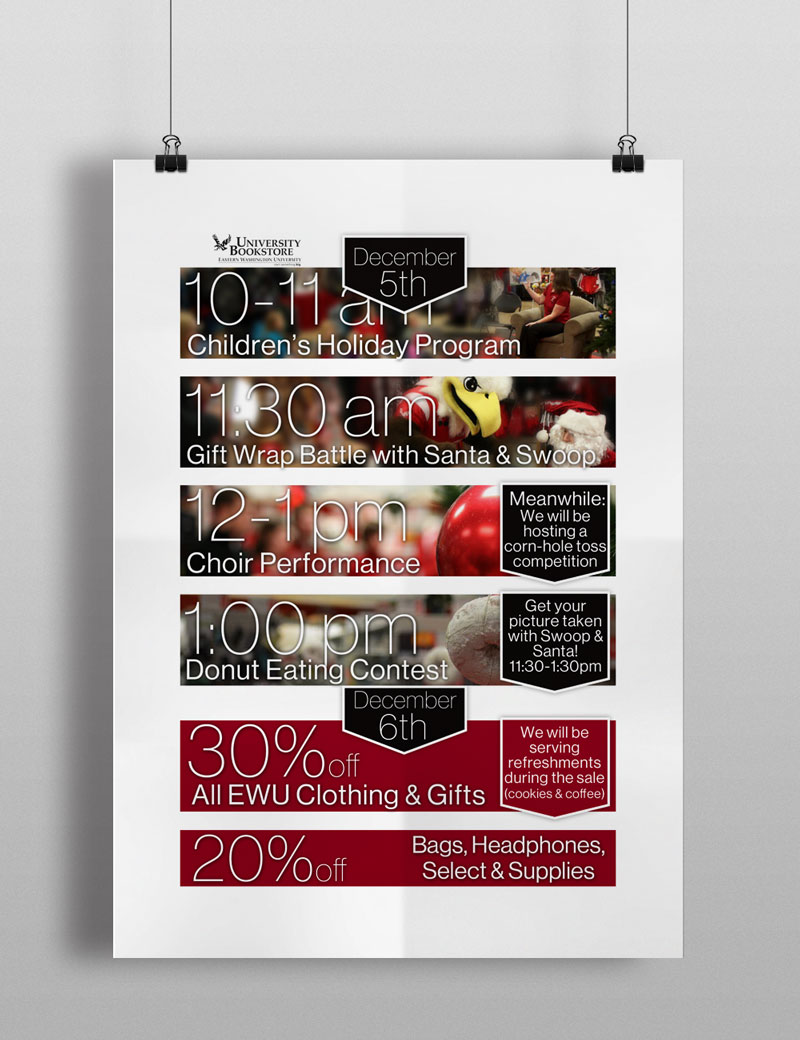 UNIVERSITY
BOOKSTORE
EASTERN WASHINGTON UNIVERSITY
December
5th
10-11 am
Children's Holiday Program
11:30 am
Gift Wrap Battle with Santa & Swoop
12-1 pm
Choir Performance
Meanwhile:
We will be
hosting a
corn-hole toss
competition
1:00 pm
Donut Eating Contest
Get your
picture taken
with Swoop &
Santa!
11:30-1:30pm
December
6th
30% off
All EWU Clothing & Gifts
We will be
serving
refreshments
during the sale
(cookies & coffee)
20% off
Bags, Headphones,
Select & Supplies